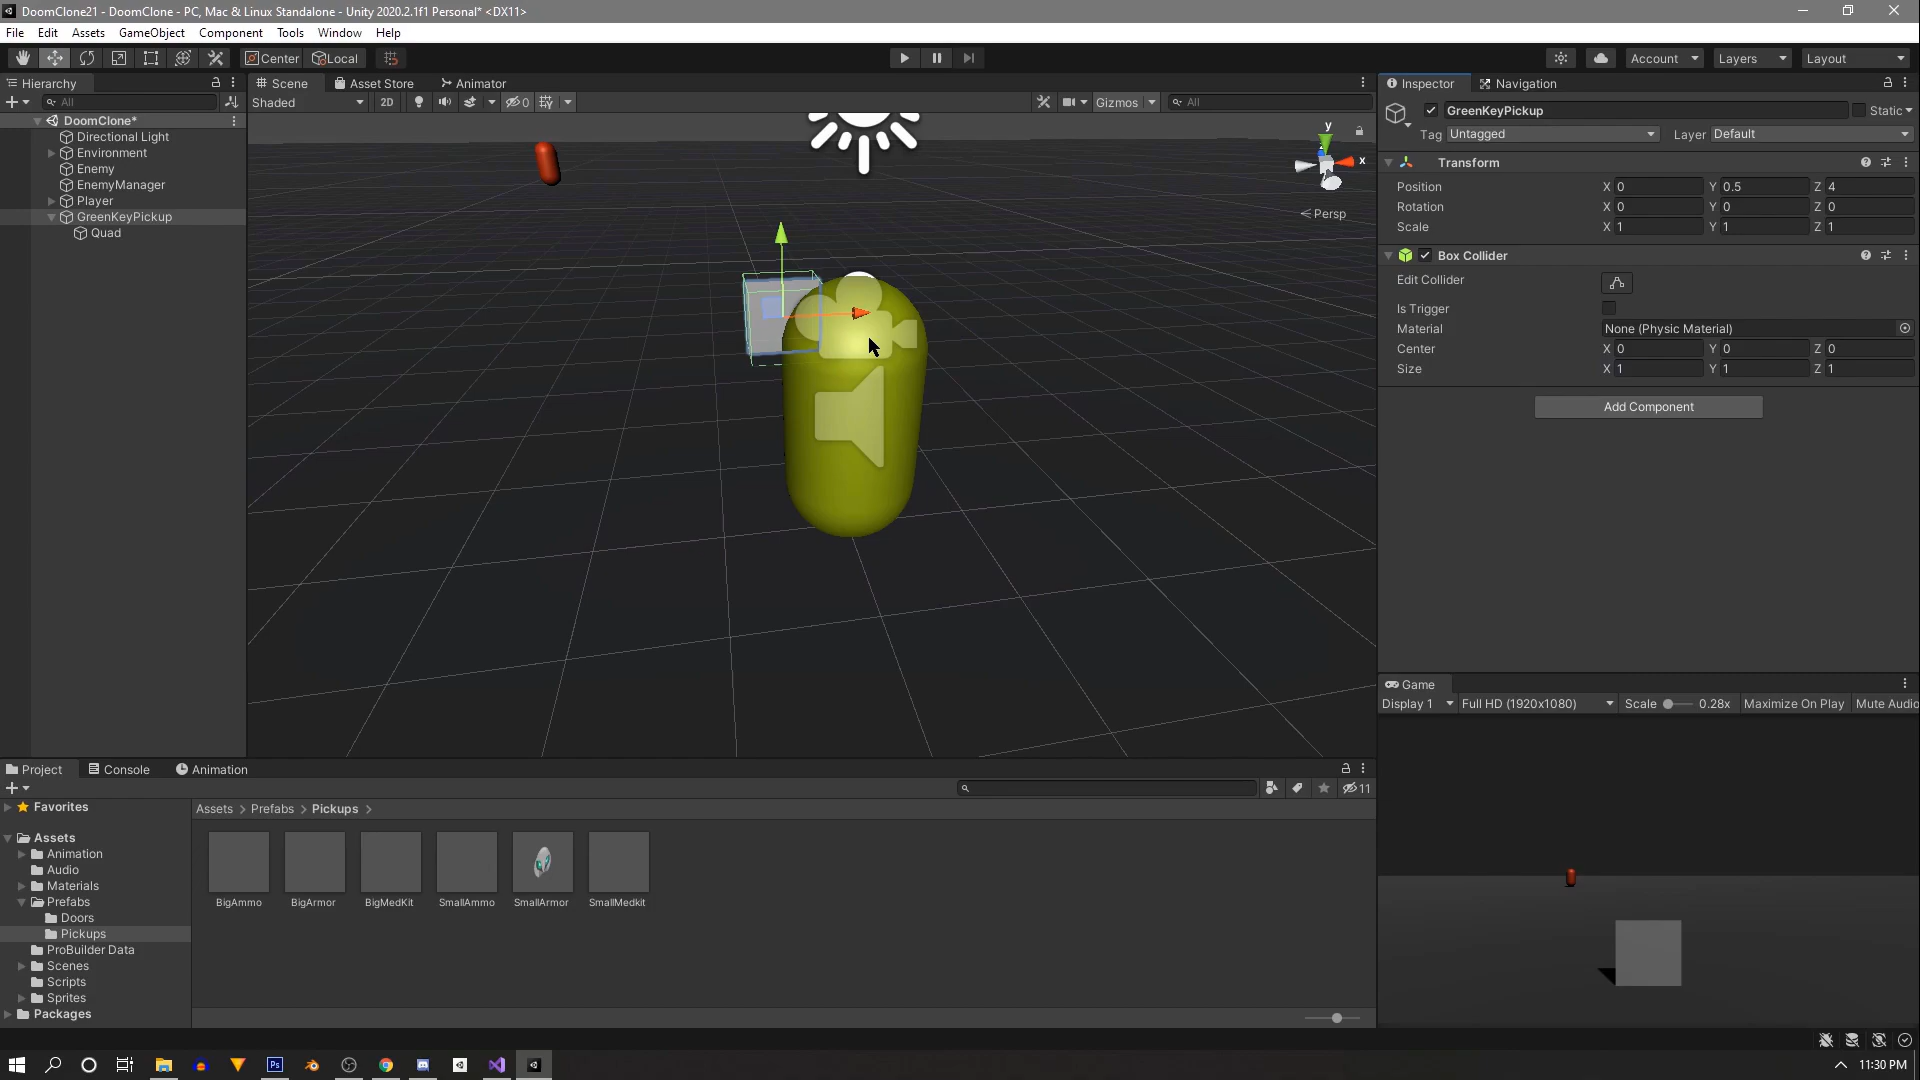 DoomClone21 - DoomClone - PC, Mac & Linux Standalone - Unity 2020.2.1f1 Personal* <DX11>
File Edit Assets GameObject Component Tools Window Help
Center Local Account Layers Layout
Hierarchy
All
DoomClone*
Directional Light
Environment
Enemy
EnemyManager
Player
GreenKeyPickup
Quad
Scene Asset Store Animator
Shaded 2D 0 Gizmos All
y
x
Persp
Inspector Navigation
GreenKeyPickup Static
Tag Untagged Layer Default
Transform
Position X 0 Y 0.5 Z 4
Rotation X 0 Y 0 Z 0
Scale X 1 Y 1 Z 1
Box Collider
Edit Collider
Is Trigger
Material None (Physic Material)
Center X 0 Y 0 Z 0
Size X 1 Y 1 Z 1
Add Component
Game
Display 1 Full HD (1920x1080) Scale 0.28x Maximize On Play Mute Audio
Project Console Animation
11
Favorites
Assets
Animation
Audio
Materials
Prefabs
Doors
Pickups
ProBuilder Data
Scenes
Scripts
Sprites
Packages
Assets > Prefabs > Pickups >
BigAmmo BigArmor BigMedKit SmallAmmo SmallArmor SmallMedkit
Ps
11:30 PM